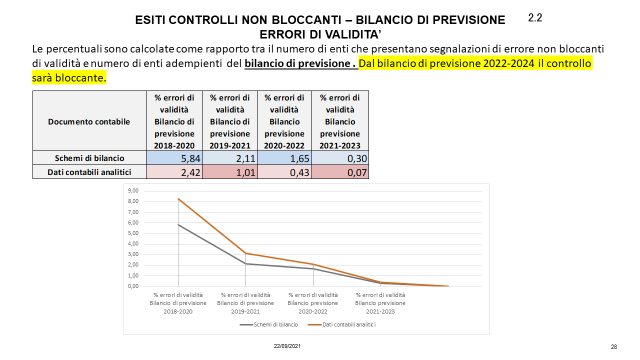 ESITI CONTROLLI NON BLOCCANTI – BILANCIO DI PREVISIONE
2.2
ERRORI DI VALIDITA'
Le percentuali sono calcolate come rapporto tra il numero di enti che presentano segnalazioni di errore non bloccanti
di validità e numero di enti adempienti del bilancio di previsione . Dal bilancio di previsione 2022-2024 il controllo
sarà bloccante.
Documento contabile
% errori di validità Bilancio di previsione 2018-2020
% errori di validità Bilancio di previsione 2019-2021
% errori di validità Bilancio di previsione 2020-2022
% errori di validità Bilancio di previsione 2021-2023
Schemi di bilancio 5,84 2,11 1,65 0,30
Dati contabili analitici 2,42 1,01 0,43 0,07
9,00
8,00
7,00
6,00
5,00
4,00
3,00
2,00
1,00
0,00
% errori di validità Bilancio di previsione 2018-2020
% errori di validità Bilancio di previsione 2019-2021
% errori di validità Bilancio di previsione 2020-2022
% errori di validità Bilancio di previsione 2021-2023
Schemi di bilancio Dati contabili analitici
22/09/2021
28